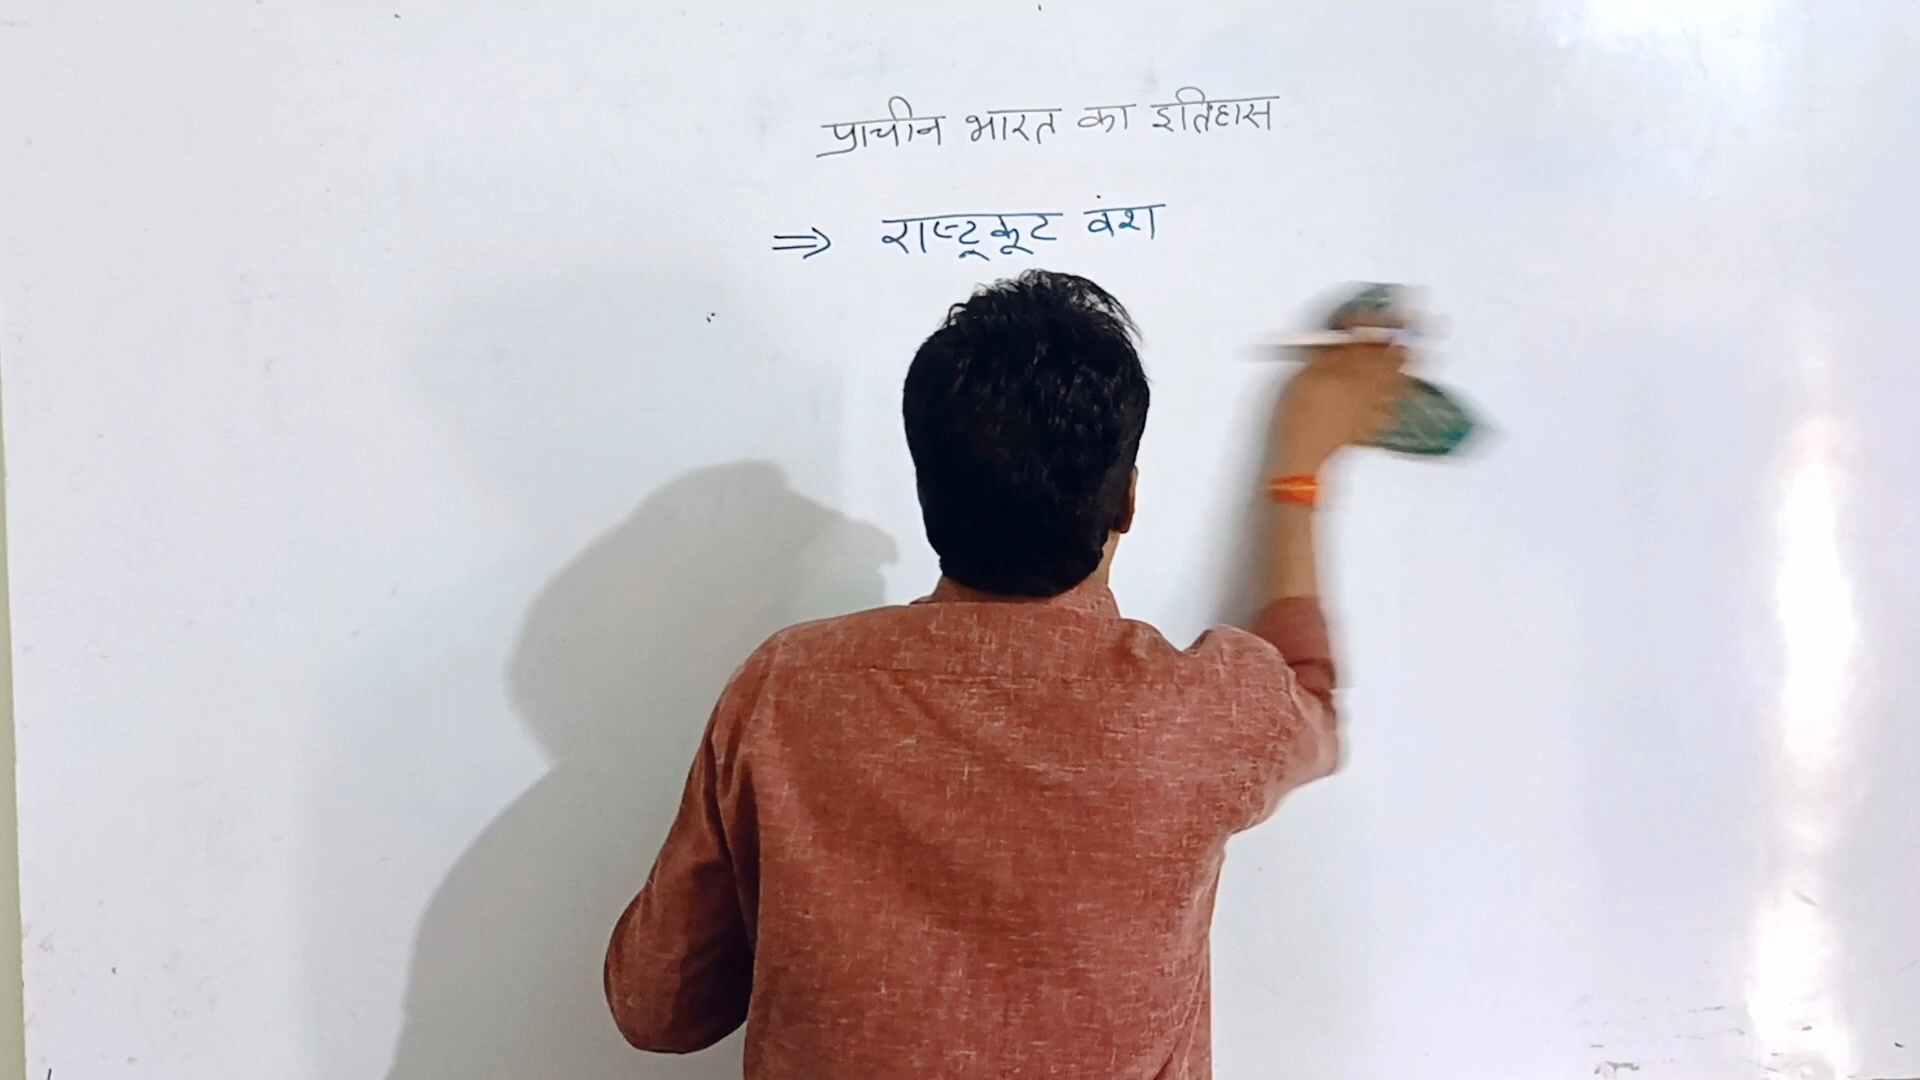 प्राचीन भारत का इतिहास
⇒ राष्ट्रकूट वंश